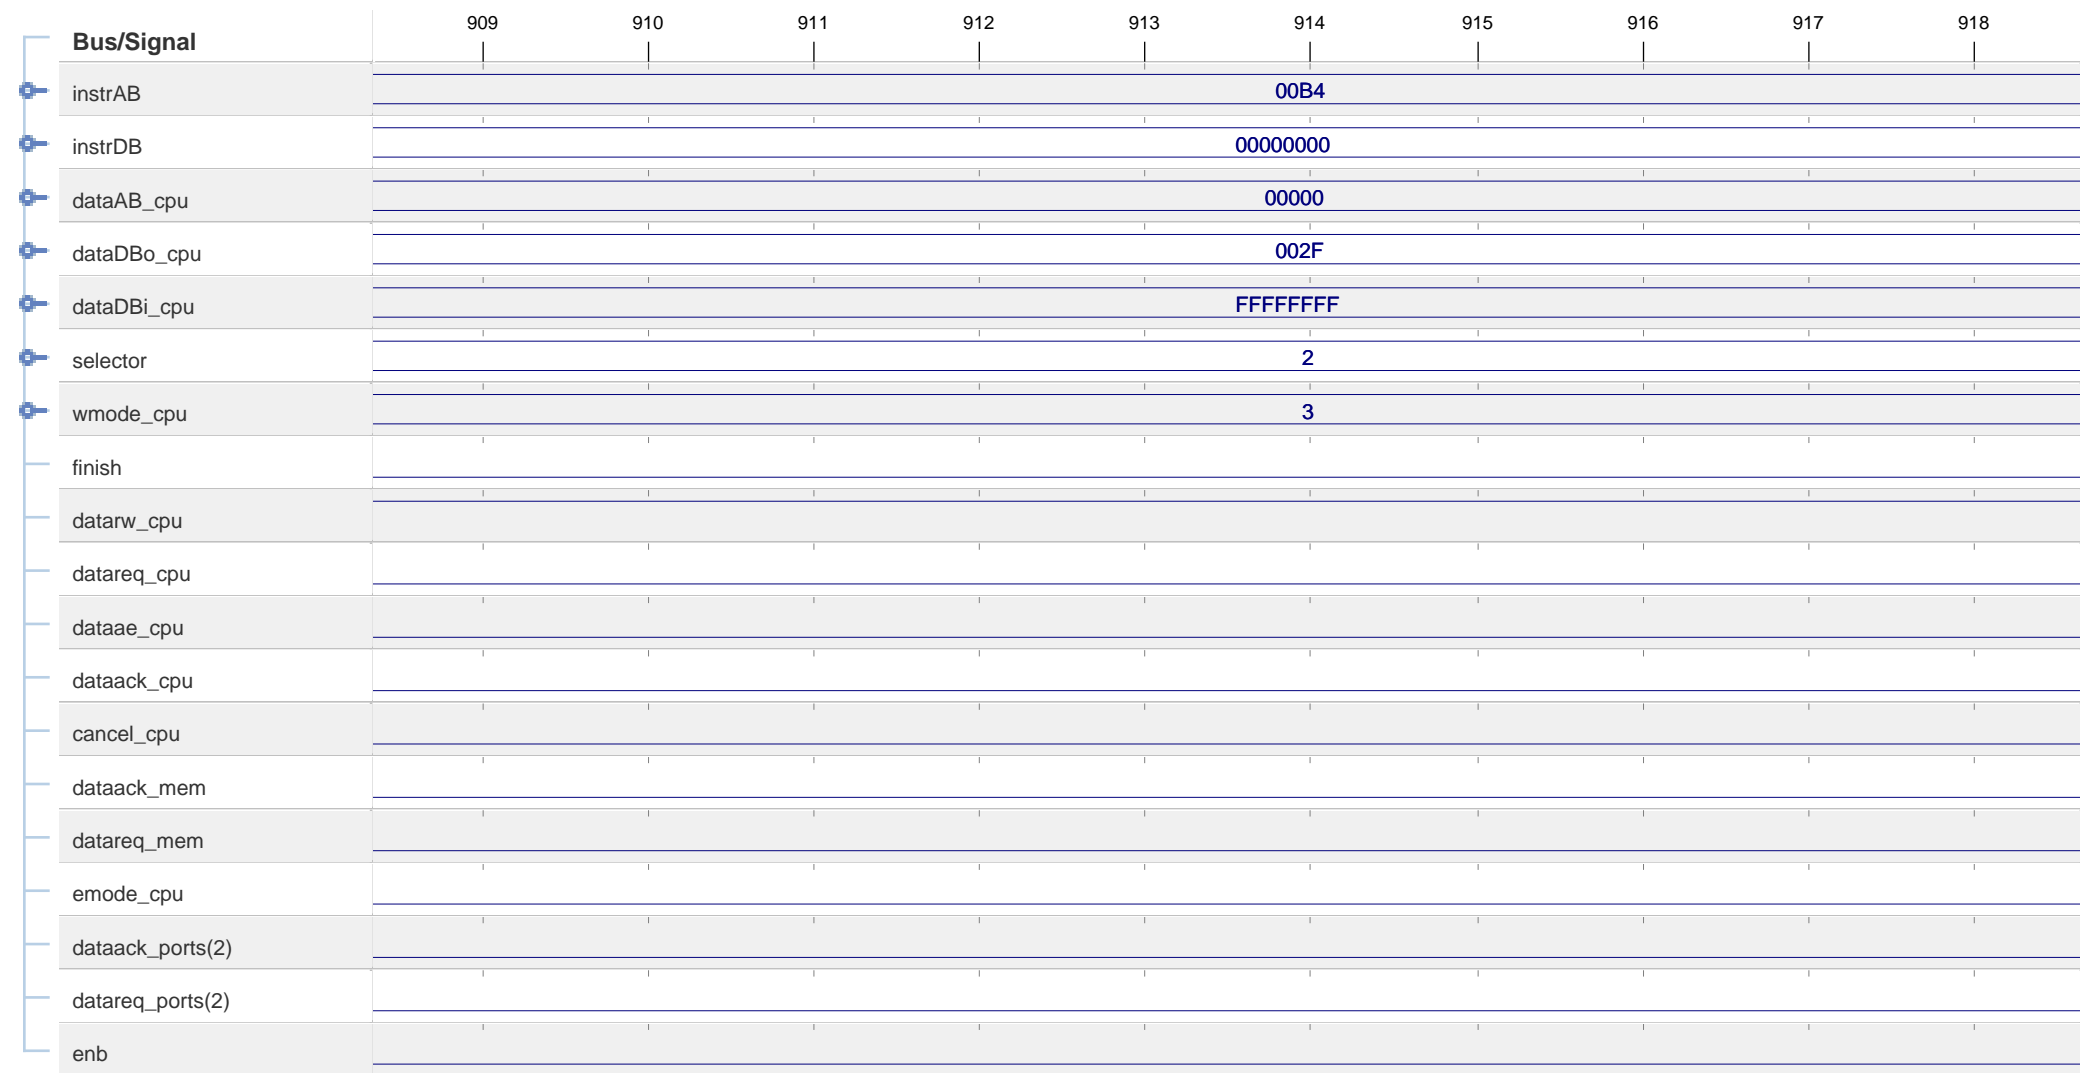 909 910 911 912 913 914 915 916 917 918
Bus/Signal
instrAB 00B4
instrDB 00000000
dataAB_cpu 00000
dataDBo_cpu 002F
dataDBi_cpu FFFFFFFF
selector 2
wmode_cpu 3
finish
datarw_cpu
datareq_cpu
dataae_cpu
dataack_cpu
cancel_cpu
dataack_mem
datareq_mem
emode_cpu
dataack_ports(2)
datareq_ports(2)
enb